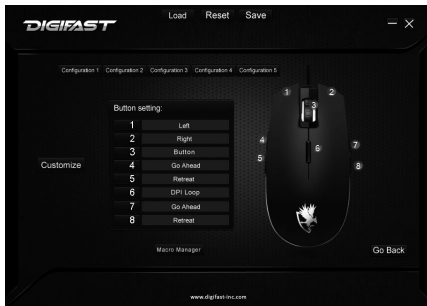 Load Reset Save
DIGIFAST
Configuration 1 Configuration 2 Configuration 3 Configuration 4 Configuration 5
Button setting:
1 Left
2 Right
3 Button
4 Go Ahead
5 Retreat
6 DPI Loop
7 Go Ahead
8 Retreat
Customize
Macro Manager
1 2
3
4
5
6
7
8
Go Back
www.digifast-inc.com